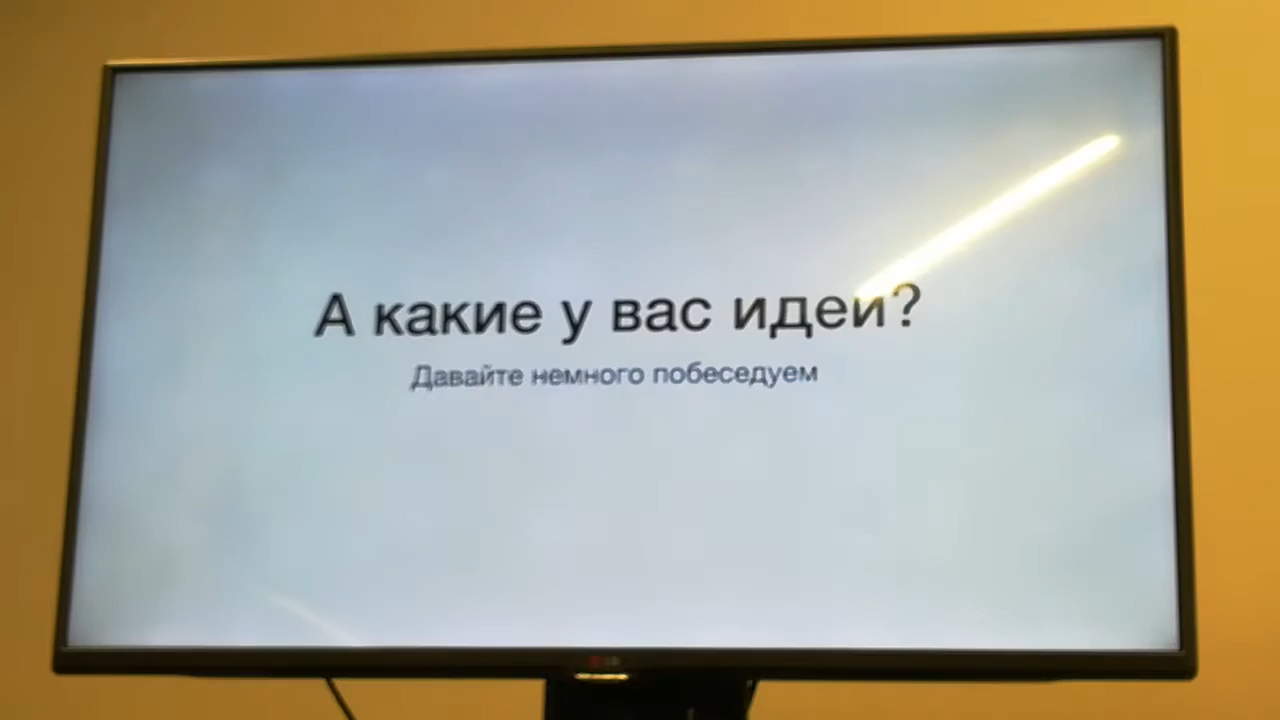 А какие у вас идеи?
Давайте немного побеседуем